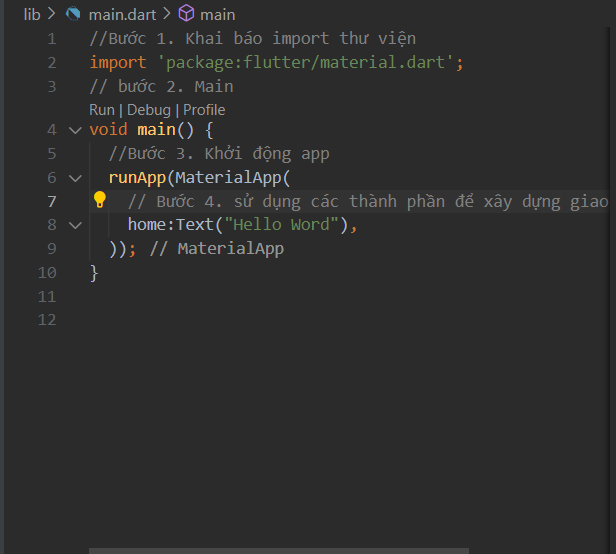 lib > main.dart > main
1 //Bước 1. Khai báo import thư viện
2 import 'package:flutter/material.dart';
3 // bước 2. Main
Run | Debug | Profile
4 void main() {
5 //Bước 3. Khởi động app
6 runApp(MaterialApp(
7 // Bước 4. sử dụng các thành phần để xây dựng giao
8 home:Text("Hello Word"),
9 )); // MaterialApp
10 }
11
12